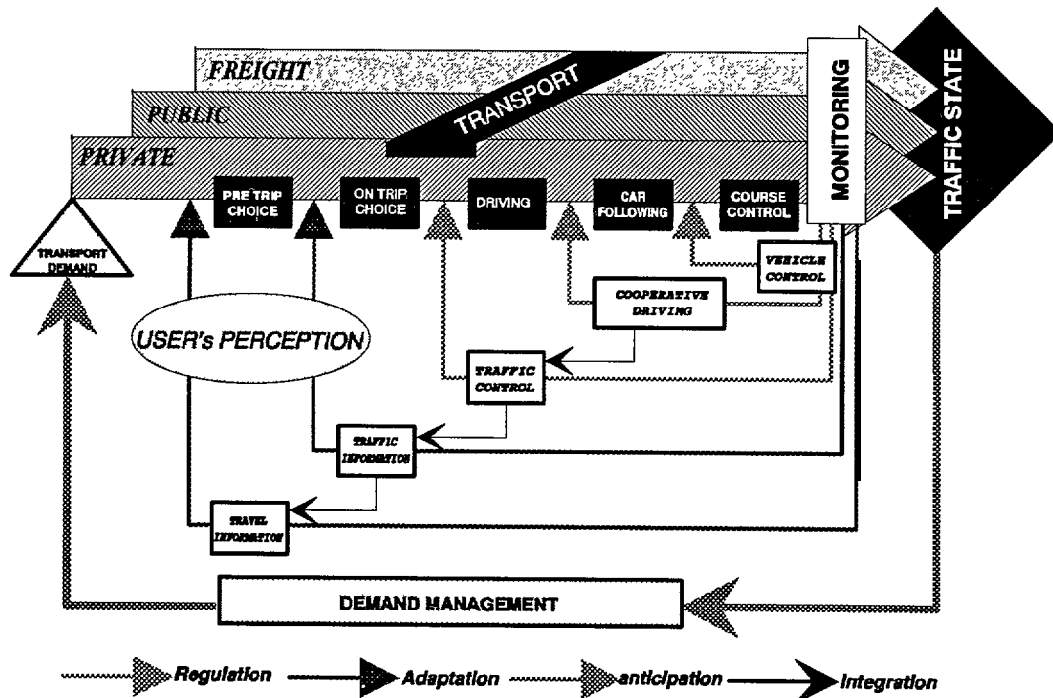 FREIGHT
TRANSPORT
PUBLIC
PRIVATE
MONITORING
TRAFFIC STATE
PRE TRIP
CHOICE
ON TRIP
CHOICE
DRIVING
CAR
FOLLOWING
COURSE
CONTROL
TRANSPORT
DEMAND
VEHICLE
CONTROL
COOPERATIVE
DRIVING
USER's PERCEPTION
TRAFFIC
CONTROL
TRAFFIC
INFORMATION
TRAVEL
INFORMATION
DEMAND MANAGEMENT
Regulation
Adaptation
anticipation
Integration